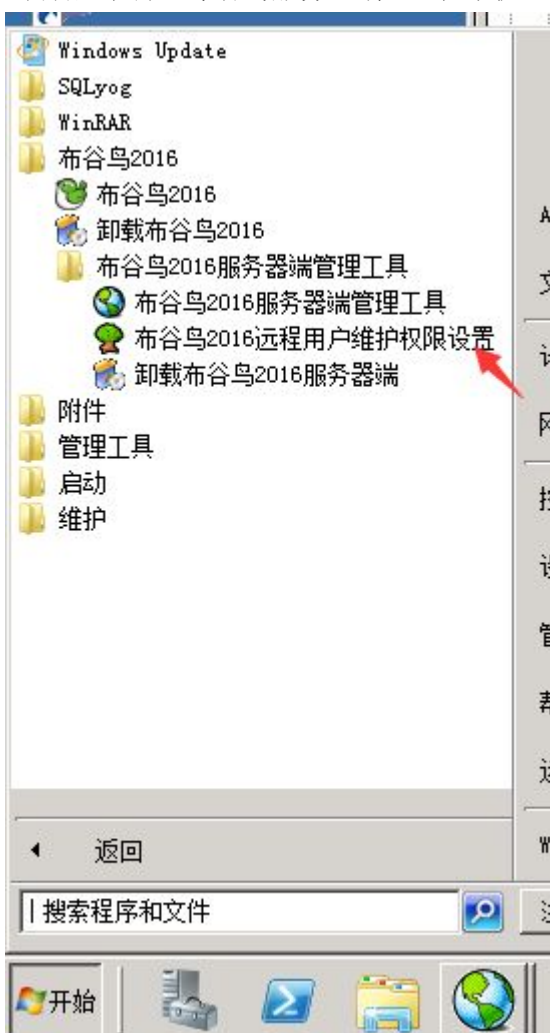 Windows Update
SQLyog
WinRAR
布谷鸟2016
布谷鸟2016
卸载布谷鸟2016
布谷鸟2016服务器端管理工具
布谷鸟2016服务器端管理工具
布谷鸟2016远程用户维护权限设置
卸载布谷鸟2016服务器端
附件
管理工具
启动
维护
返回
搜索程序和文件
开始